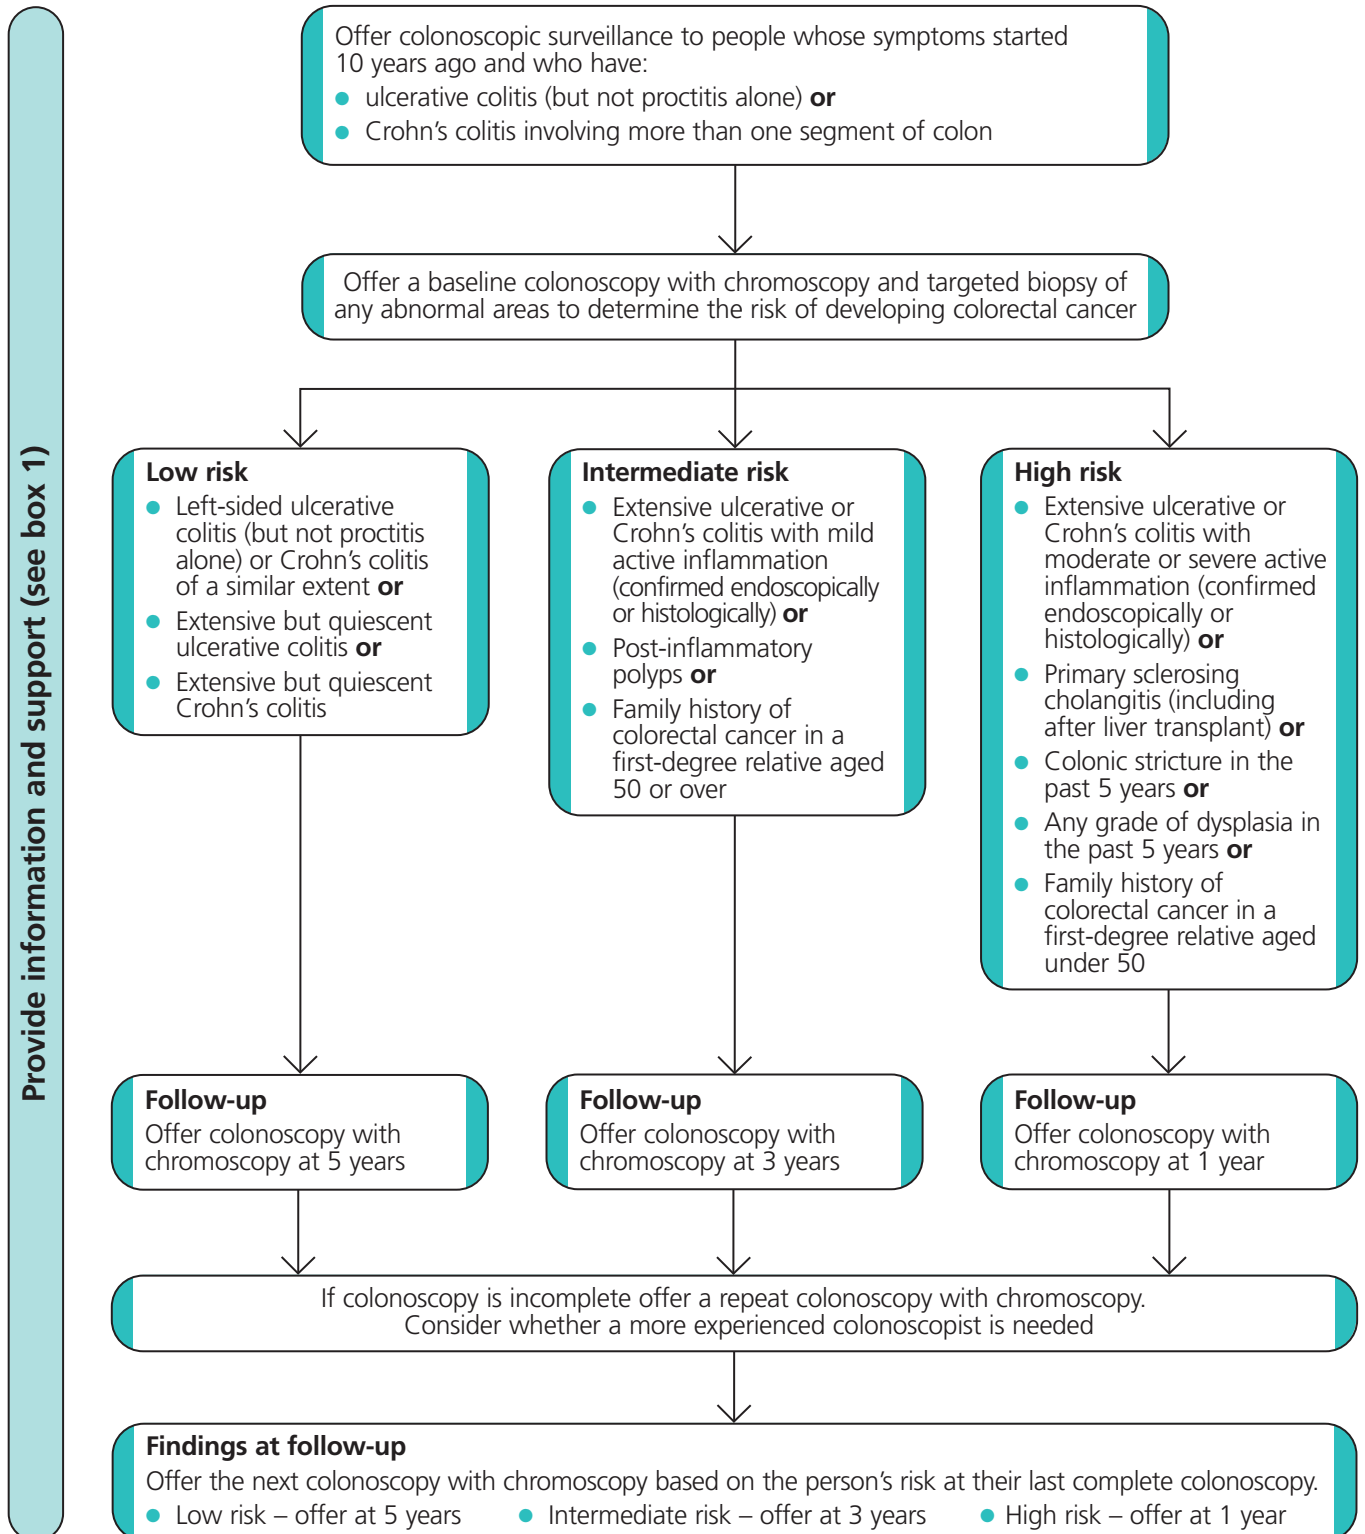 Provide information and support (see box 1)
Offer colonoscopic surveillance to people whose symptoms started
10 years ago and who have:
● ulcerative colitis (but not proctitis alone) or
● Crohn's colitis involving more than one segment of colon
Offer a baseline colonoscopy with chromoscopy and targeted biopsy of
any abnormal areas to determine the risk of developing colorectal cancer
Low risk
● Left-sided ulcerative
colitis (but not proctitis
alone) or Crohn's colitis
of a similar extent or
● Extensive but quiescent
ulcerative colitis or
● Extensive but quiescent
Crohn's colitis
Intermediate risk
● Extensive ulcerative or
Crohn's colitis with mild
active inflammation
(confirmed endoscopically
or histologically) or
● Post-inflammatory
polyps or
● Family history of
colorectal cancer in a
first-degree relative aged
50 or over
High risk
● Extensive ulcerative or
Crohn's colitis with
moderate or severe active
inflammation (confirmed
endoscopically or
histologically) or
● Primary sclerosing
cholangitis (including
after liver transplant) or
● Colonic stricture in the
past 5 years or
● Any grade of dysplasia in
the past 5 years or
● Family history of
colorectal cancer in a
first-degree relative aged
under 50
Follow-up
Offer colonoscopy with
chromoscopy at 5 years
Follow-up
Offer colonoscopy with
chromoscopy at 3 years
Follow-up
Offer colonoscopy with
chromoscopy at 1 year
If colonoscopy is incomplete offer a repeat colonoscopy with chromoscopy.
Consider whether a more experienced colonoscopist is needed
Findings at follow-up
Offer the next colonoscopy with chromoscopy based on the person's risk at their last complete colonoscopy.
● Low risk – offer at 5 years ● Intermediate risk – offer at 3 years ● High risk – offer at 1 year